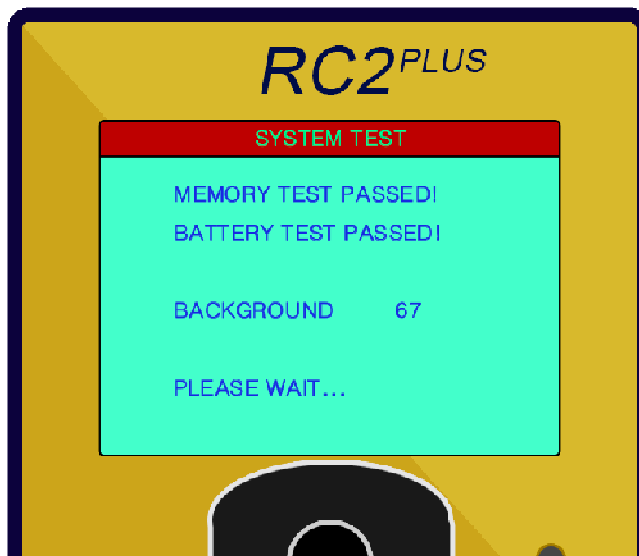 RC2PLUS
SYSTEM TEST
MEMORY TEST PASSED!
BATTERY TEST PASSED!
BACKGROUND 67
PLEASE WAIT...